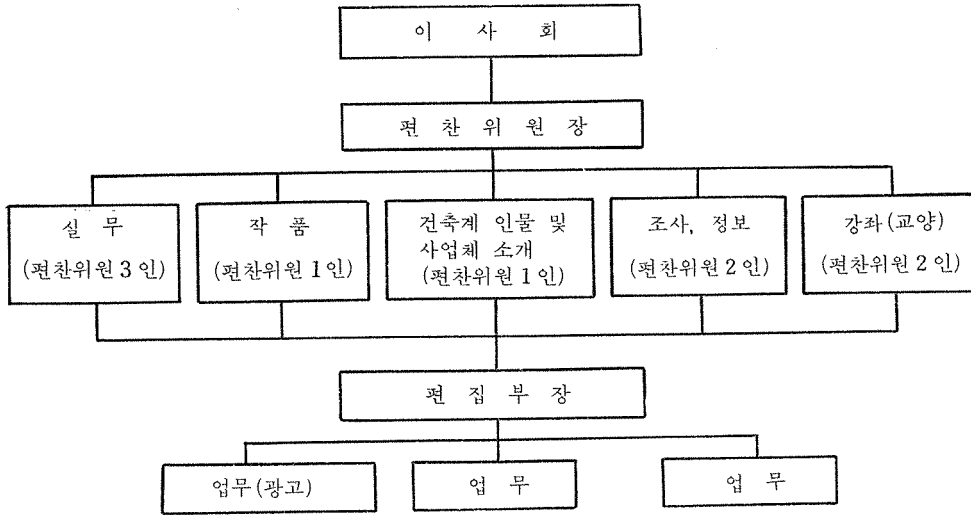 이 사 회
편 찬 위 원 장
실 무
(편찬위원 3 인)
작 품
(편찬위원 1 인)
건축계 인물 및
사업체 소개
(편찬위원 1 인)
조사, 정보
(편찬위원 2 인)
강좌(교양)
(편찬위원 2 인)
편 집 부 장
업무(광고)
업 무
업 무